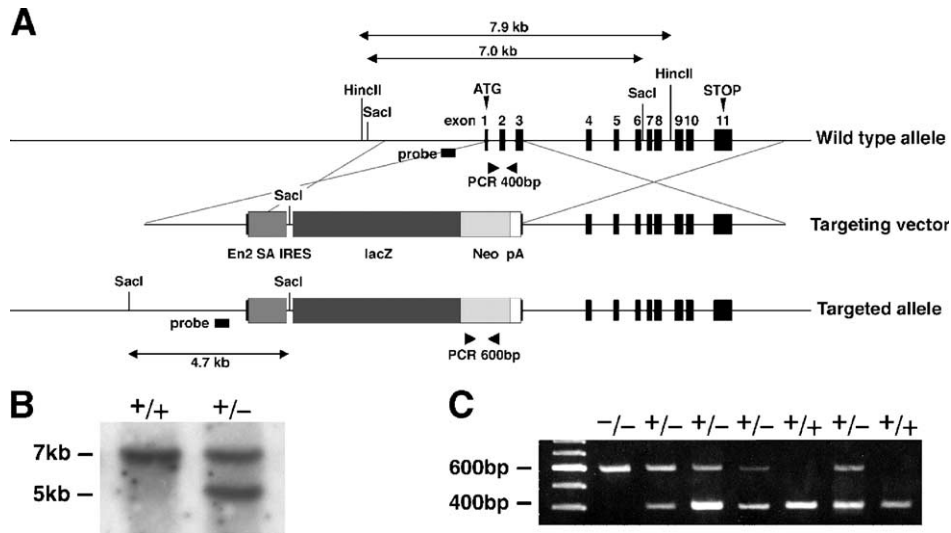 A
7.9 kb
7.0 kb
HincII
SacI
ATG
exon 1 2 3
4 5 6 7 8 9 10 11
SacI
HincII
STOP
Wild type allele
probe
PCR 400bp
SacI
Targeting vector
En2 SA IRES lacZ Neo pA
SacI
SacI
Targeted allele
probe
PCR 600bp
4.7 kb
B
+/+ +/−
7kb
5kb
C
−/− +/− +/− +/− +/+ +/− +/+
600bp
400bp